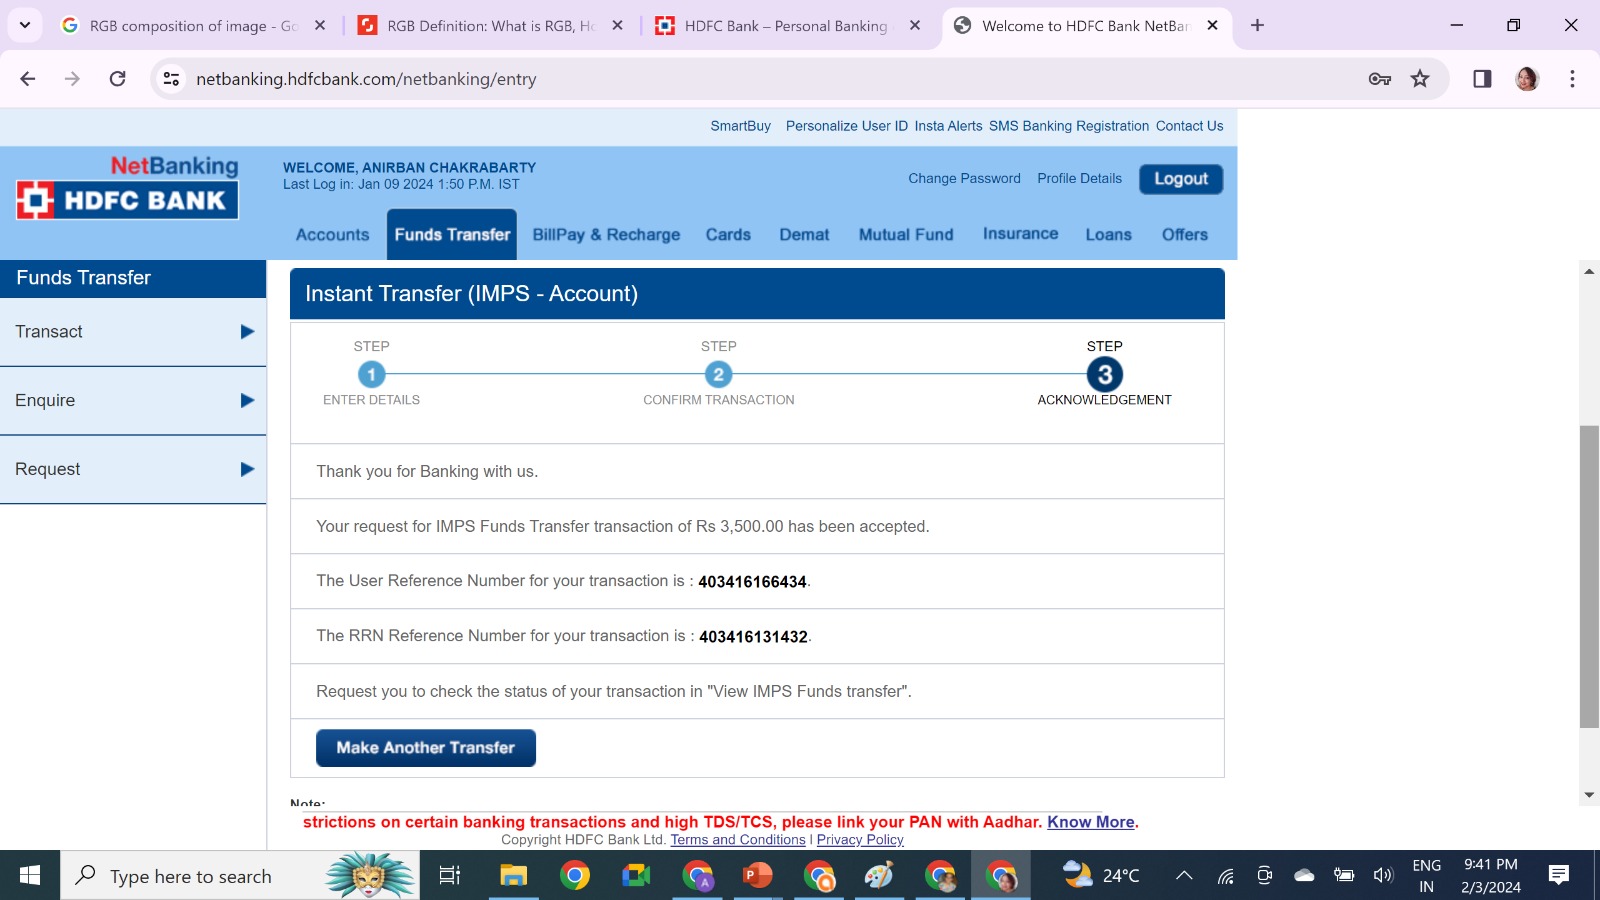 RGB composition of image - Go
RGB Definition: What is RGB, Ho
HDFC Bank – Personal Banking
Welcome to HDFC Bank NetBan
netbanking.hdfcbank.com/netbanking/entry
SmartBuy Personalize User ID Insta Alerts SMS Banking Registration Contact Us
NetBanking
HDFC BANK
WELCOME, ANIRBAN CHAKRABARTY
Last Log in: Jan 09 2024 1:50 P.M. IST
Change Password Profile Details Logout
Accounts Funds Transfer BillPay & Recharge Cards Demat Mutual Fund Insurance Loans Offers
Funds Transfer
Transact
Enquire
Request
Instant Transfer (IMPS - Account)
STEP STEP STEP
1 2 3
ENTER DETAILS CONFIRM TRANSACTION ACKNOWLEDGEMENT
Thank you for Banking with us.
Your request for IMPS Funds Transfer transaction of Rs 3,500.00 has been accepted.
The User Reference Number for your transaction is : 403416166434.
The RRN Reference Number for your transaction is : 403416131432.
Request you to check the status of your transaction in "View IMPS Funds transfer".
Make Another Transfer
Note:
strictions on certain banking transactions and high TDS/TCS, please link your PAN with Aadhar. Know More.
Copyright HDFC Bank Ltd. Terms and Conditions | Privacy Policy
Type here to search
24°C
ENG
IN
9:41 PM
2/3/2024